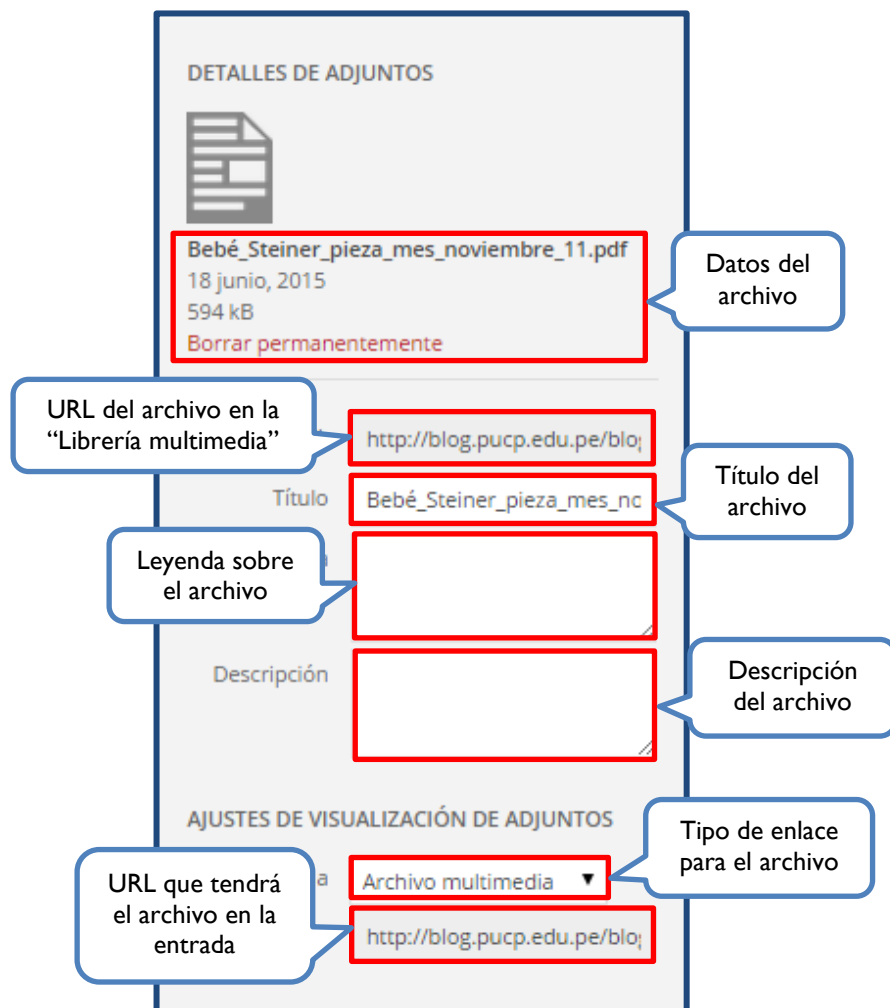 DETALLES DE ADJUNTOS
Bebé_Steiner_pieza_mes_noviembre_11.pdf
18 junio, 2015
594 kB
Borrar permanentemente
Datos del
archivo
URL del archivo en la
“Librería multimedia”
http://blog.pucp.edu.pe/blog
Título
Bebé_Steiner_pieza_mes_no
Título del
archivo
Leyenda sobre
el archivo
a
Descripción
Descripción
del archivo
AJUSTES DE VISUALIZACIÓN DE ADJUNTOS
Tipo de enlace
para el archivo
a
Archivo multimedia
URL que tendrá
el archivo en la
entrada
http://blog.pucp.edu.pe/blog